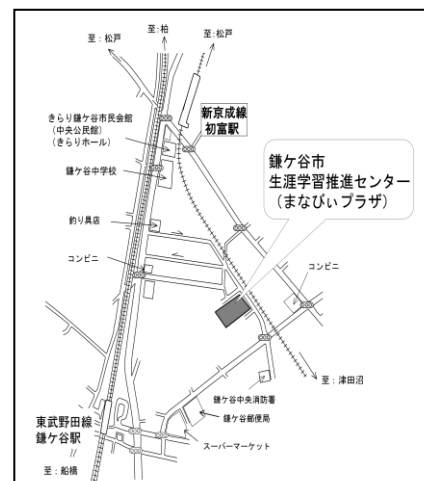 至：松戸
至：柏
至：松戸
きらり鎌ケ谷市民会館
（中央公民館）
（きらりホール）
新京成線
初富駅
鎌ケ谷中学校
鎌ケ谷市
生涯学習推進センター
（まなびぃプラザ）
釣り具店
コンビニ
コンビニ
至：津田沼
鎌ケ谷中央消防署
鎌ケ谷郵便局
スーパーマーケット
東武野田線
鎌ケ谷駅
至：船橋